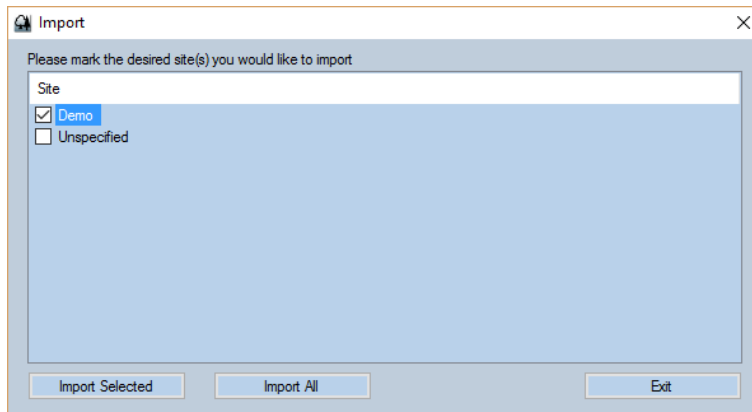 Import
Please mark the desired site(s) you would like to import
Site
Demo
Unspecified
Import Selected Import All Exit